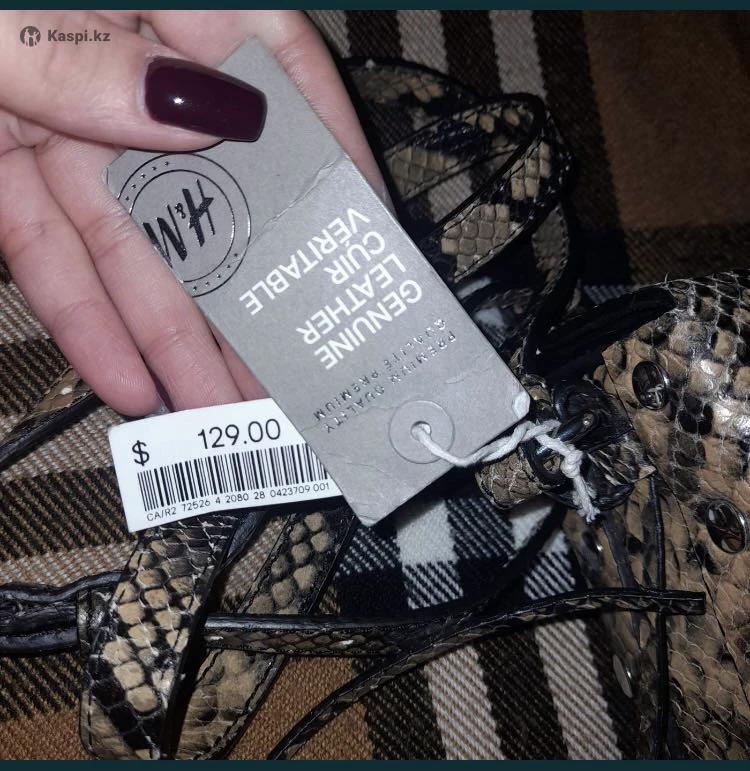 Kaspi.kz
H&M
GENUINE
LEATHER
CUIR
VÉRITABLE
PREMIUM QUALITY
QUALITÉ PREMIUM
$ 129.00
CA/R2 72526 4 2080 28 0423709 001